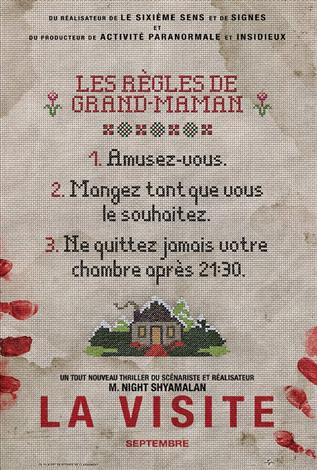 DU RÉALISATEUR DE LE SIXIÈME SENS ET DE SIGNES
ET
DU PRODUCTEUR DE ACTIVITÉ PARANORMALE ET INSIDIEUX
LES RÈGLES DE
GRAND-MAMAN
1. Amusez-vous.
2. Mangez tant que vous
le souhaitez.
3. Ne quittez jamais votre
chambre après 21:30.
UN TOUT NOUVEAU THRILLER DU SCÉNARISTE ET RÉALISATEUR
M. NIGHT SHYAMALAN
LA VISITE
SEPTEMBRE